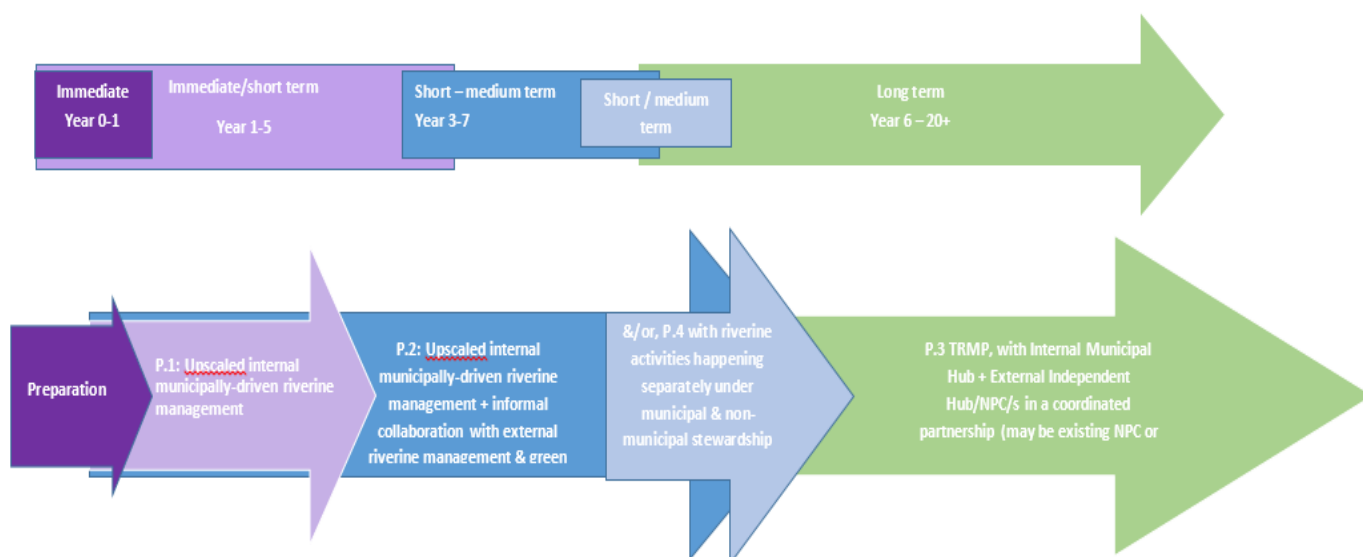 Immediate
Year 0-1
Immediate/short term
Year 1-5
Short – medium term
Year 3-7
Short / medium
term
Long term
Year 6 – 20+
Preparation
P.1: Upscaled internal
municipally-driven riverine
management
P.2: Upscaled internal
municipally-driven riverine
management + informal
collaboration with external
riverine management & green
&/or, P.4 with riverine
activities happening
separately under
municipal & non-
municipal stewardship
P.3 TRMP, with Internal Municipal
Hub + External Independent
Hub/NPC/s in a coordinated
partnership (may be existing NPC or